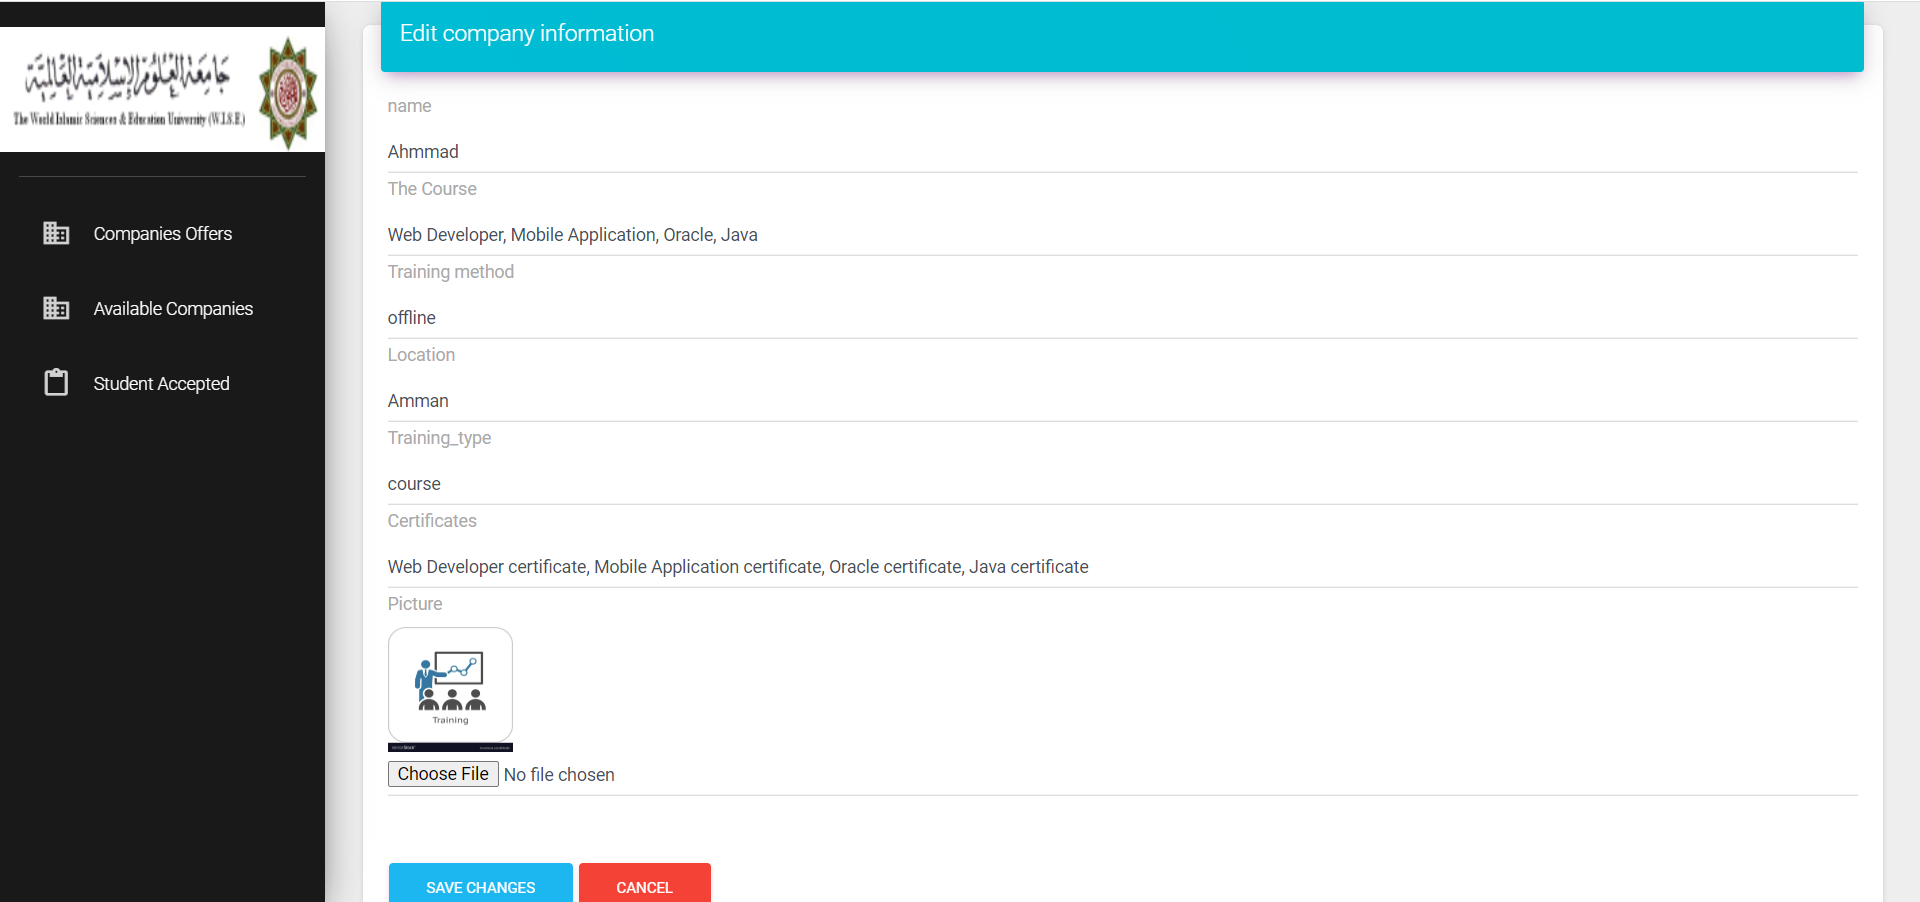 جامعة العلوم الإسلامية العالمية
The World Islamic Sciences & Education University (W.I.S.E.)
Companies Offers
Available Companies
Student Accepted
Edit company information
name
Ahmmad
The Course
Web Developer, Mobile Application, Oracle, Java
Training method
offline
Location
Amman
Training_type
course
Certificates
Web Developer certificate, Mobile Application certificate, Oracle certificate, Java certificate
Picture
Training
Choose File No file chosen
SAVE CHANGES CANCEL